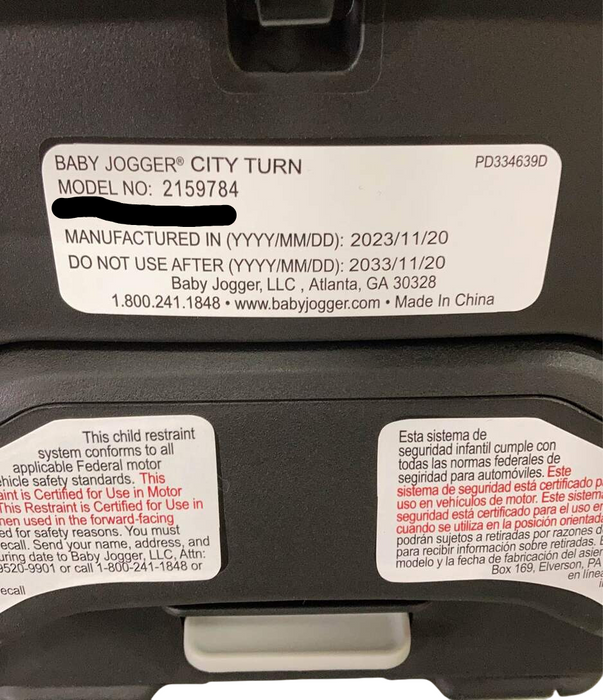 BABY JOGGER® CITY TURN
PD334639D
MODEL NO: 2159784
MANUFACTURED IN (YYYY/MM/DD): 2023/11/20
DO NOT USE AFTER (YYYY/MM/DD): 2033/11/20
Baby Jogger, LLC , Atlanta, GA 30328
1.800.241.1848 • www.babyjogger.com • Made In China
This child restraint
system conforms to all
applicable Federal motor
safety standards. This
is Certified for Use in Motor
This Restraint is Certified for Use in
used in the forward-facing
for safety reasons. You must
Send your name, address, and
date to Baby Jogger, LLC, Attn:
9520-9901 or call 1-800-241-1848 or
Esta sistema de
seguridad infantil cumple con
todas las normas federales de
segiridad para automóviles. Este
sistema de seguridad está certificado
uso en vehículos de motor. Este
seguridad está certificado para el uso
cuando se utiliza en la posición
podrán sujetos a retiradas por razones
para recibir información sobre retiradas.
modelo y la fecha de fabricación del
Box 169, Elverson, PA
en